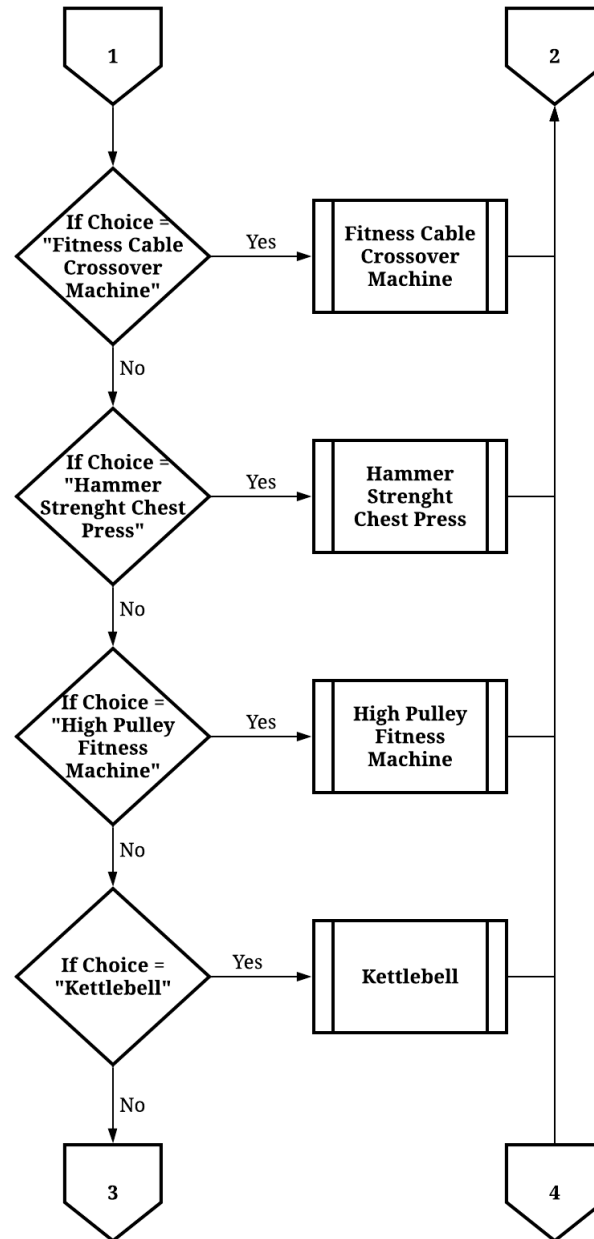 1
2
If Choice =
"Fitness Cable
Crossover
Machine"
Yes
Fitness Cable
Crossover
Machine
No
If Choice =
"Hammer
Strenght Chest
Press"
Yes
Hammer
Strenght
Chest Press
No
If Choice =
"High Pulley
Fitness
Machine"
Yes
High Pulley
Fitness
Machine
No
If Choice =
"Kettlebell"
Yes
Kettlebell
No
3
4